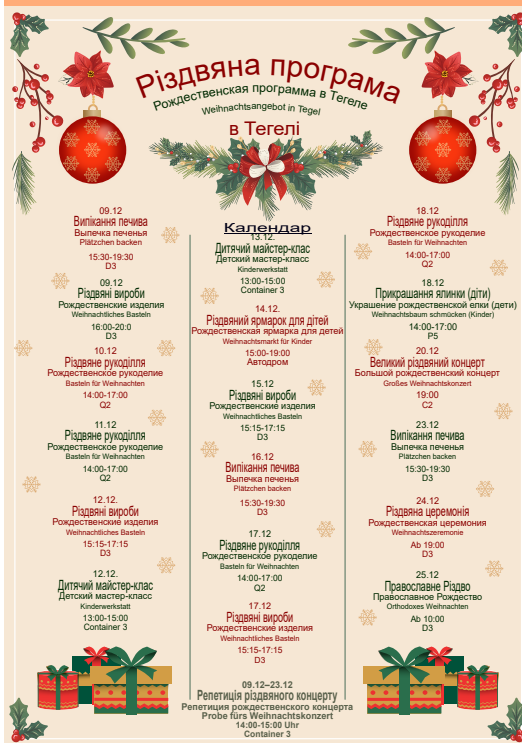 Різдвяна програма
Рождественская программа в Тегеле
Weihnachtsangebot in Tegel
в Тегелі
09.12
Випікання печива
Выпечка печенья
Plätzchen backen
15:30-19:30
D3
09.12
Різдвяні вироби
Рождественские изделия
Weihnachtliches Basteln
16:00-20:0
D3
10.12
Різдвяне рукоділля
Рождественское рукоделие
Basteln für Weihnachten
14:00-17:00
Q2
11.12
Різдвяне рукоділля
Рождественское рукоделие
Basteln für Weihnachten
14:00-17:00
Q2
12.12.
Різдвяні вироби
Рождественские изделия
Weihnachtliches Basteln
15:15-17:15
D3
12.12.
Дитячий майстер-клас
Детский мастер-класс
Kinderwerkstatt
13:00-15:00
Container 3
Календар
13.12.
Дитячий майстер-клас
Детский мастер-класс
Kinderwerkstatt
13:00-15:00
Container 3
14.12.
Різдвяний ярмарок для дітей
Рождественская ярмарка для детей
Weihnachtsmarkt für Kinder
15:00-19:00
Автодром
15.12
Різдвяні вироби
Рождественские изделия
Weihnachtliches Basteln
15:15-17:15
D3
16.12
Випікання печива
Выпечка печенья
Plätzchen backen
15:30-19:30
D3
17.12
Різдвяне рукоділля
Рождественское рукоделие
Basteln für Weihnachten
14:00-17:00
Q2
17.12
Різдвяні вироби
Рождественские изделия
Weihnachtliches Basteln
15:15-17:15
D3
09.12–23.12
Репетиція різдвяного концерту
Репетиция рождественского концерта
Probe fürs Weihnachtskonzert
14:00-15:00 Uhr
Container 3
18.12
Різдвяне рукоділля
Рождественское рукоделие
Basteln für Weihnachten
14:00-17:00
Q2
18.12
Прикрашання ялинки (діти)
Украшение рождественской елки (дети)
Weihnachtsbaum schmücken (Kinder)
14:00-17:00
P5
20.12
Великий різдвяний концерт
Большой рождественский концерт
Großes Weihnachtskonzert
19:00
C2
23.12
Випікання печива
Выпечка печенья
Plätzchen backen
15:30-19:30
D3
24.12
Різдвяна церемонія
Рождественская церемония
Weihnachtszeremonie
Ab 19:00
D3
25.12
Православне Різдво
Православное Рождество
Orthodoxes Weihnachten
Ab 10:00
D3